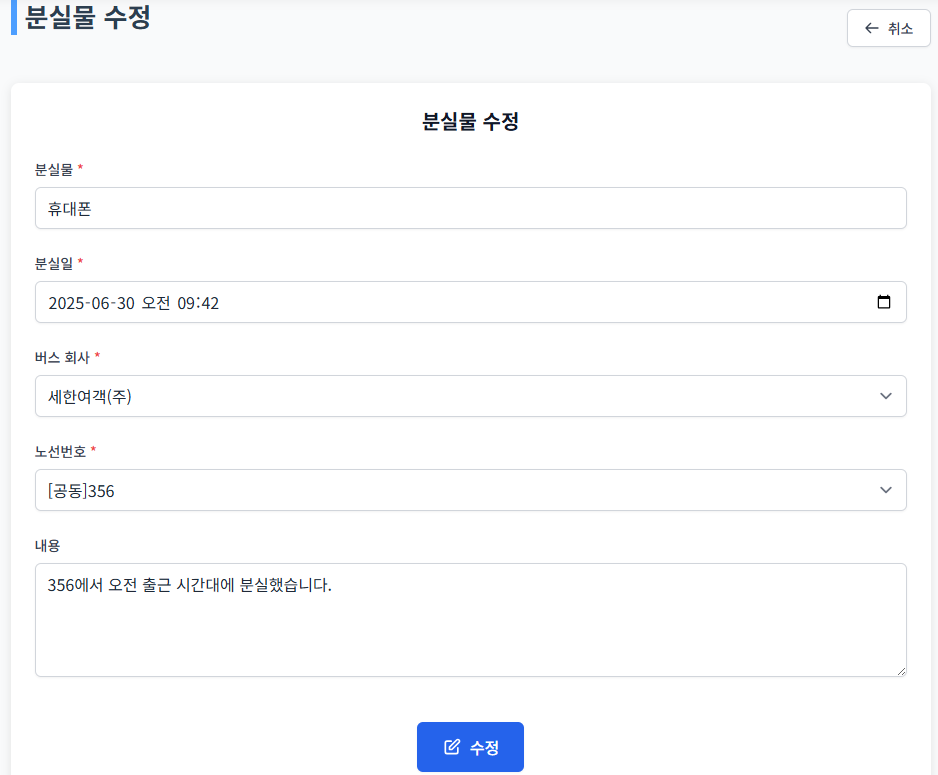 분실물 수정
← 취소
분실물 수정
분실물 *
휴대폰
분실일 *
2025-06-30 오전 09:42
버스 회사 *
세한여객(주)
노선번호 *
[공동]356
내용
356에서 오전 출근 시간대에 분실했습니다.
수정